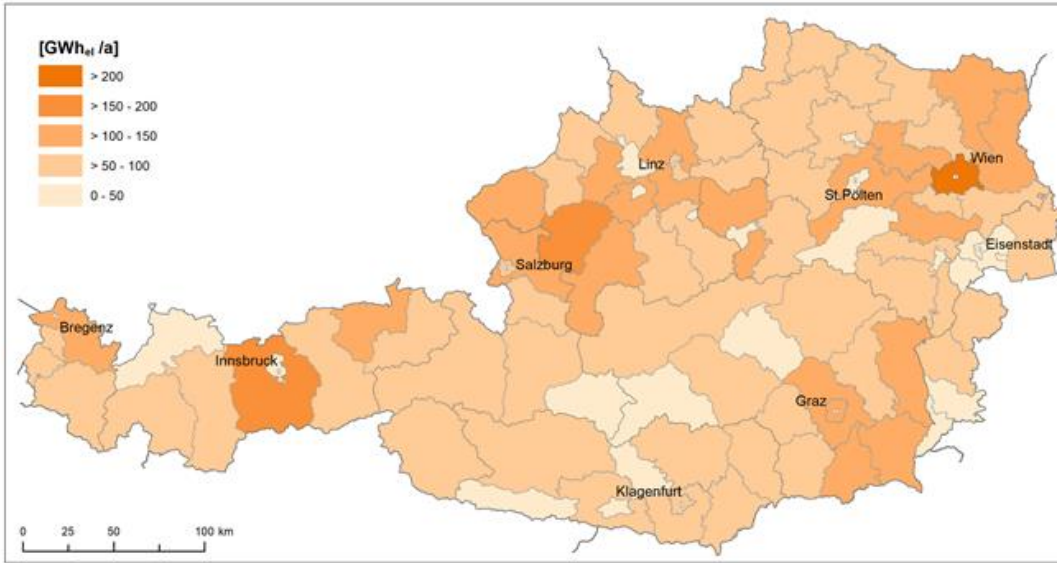 [GWhel /a]
> 200
> 150 - 200
> 100 - 150
> 50 - 100
0 - 50
Linz
Wien
St.Pölten
Eisenstadt
Salzburg
Bregenz
Innsbruck
Graz
Klagenfurt
0 25 50 100 km